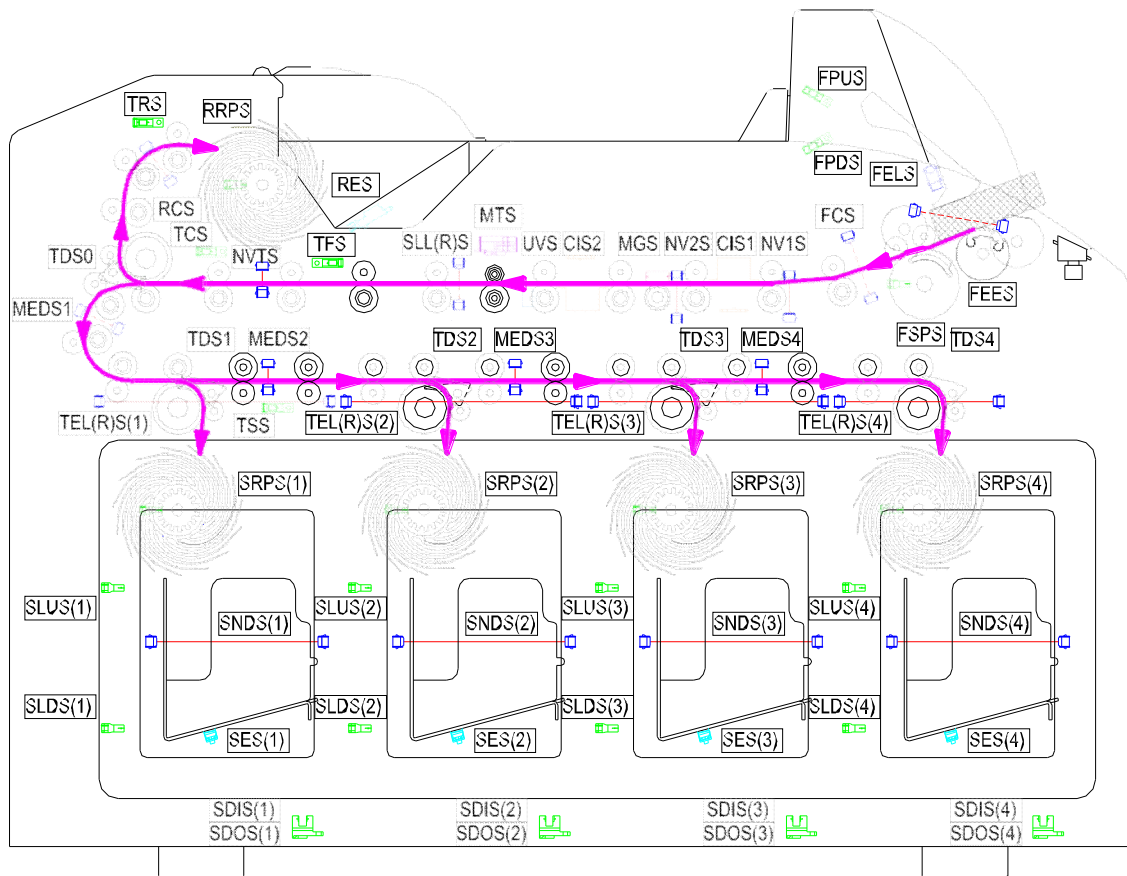 FPUS
TRS
RRPS
FPDS
FELS
RES
RCS
MTS
FCS
TCS
TFS
SLL(R)S
UVS
CIS2
MGS
NV2S
CIS1
NV1S
TDS0
NVTS
FEES
MEDS1
TDS1
MEDS2
TDS2
MEDS3
TDS3
MEDS4
FSPS
TDS4
TEL(R)S(1)
TSS
TEL(R)S(2)
TEL(R)S(3)
TEL(R)S(4)
SRPS(1)
SRPS(2)
SRPS(3)
SRPS(4)
SLUS(1)
SLUS(2)
SLUS(3)
SLUS(4)
SNDS(1)
SNDS(2)
SNDS(3)
SNDS(4)
SLDS(1)
SLDS(2)
SLDS(3)
SLDS(4)
SES(1)
SES(2)
SES(3)
SES(4)
SDIS(1)
SDIS(2)
SDIS(3)
SDIS(4)
SDOS(1)
SDOS(2)
SDOS(3)
SDOS(4)